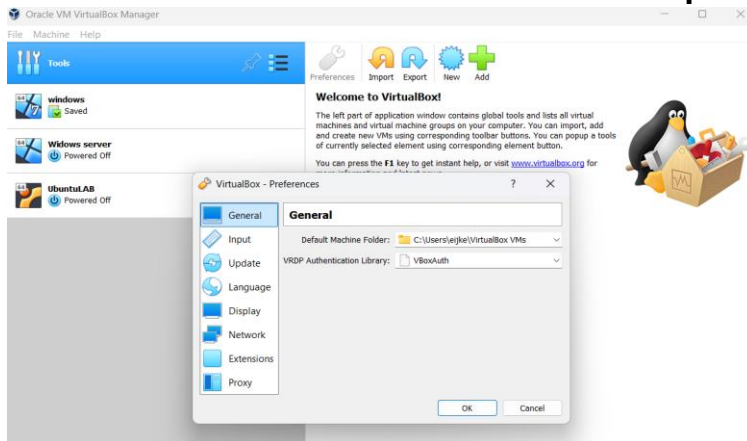 Oracle VM VirtualBox Manager
File Machine Help
Tools
Preferences Import Export New Add
windows
Saved
Widows server
Powered Off
UbuntuLAB
Powered Off
Welcome to VirtualBox!
The left part of application window contains global tools and lists all virtual
machines and virtual machine groups on your computer. You can import, add
and create new VMs using corresponding toolbar buttons. You can popup a tools
of currently selected element using corresponding element button.
You can press the F1 key to get instant help, or visit www.virtualbox.org for
VirtualBox - Preferences
General
Input
Update
Language
Display
Network
Extensions
Proxy
General
Default Machine Folder: C:\Users\eijke\VirtualBox VMs
VRDP Authentication Library: VBoxAuth
OK Cancel